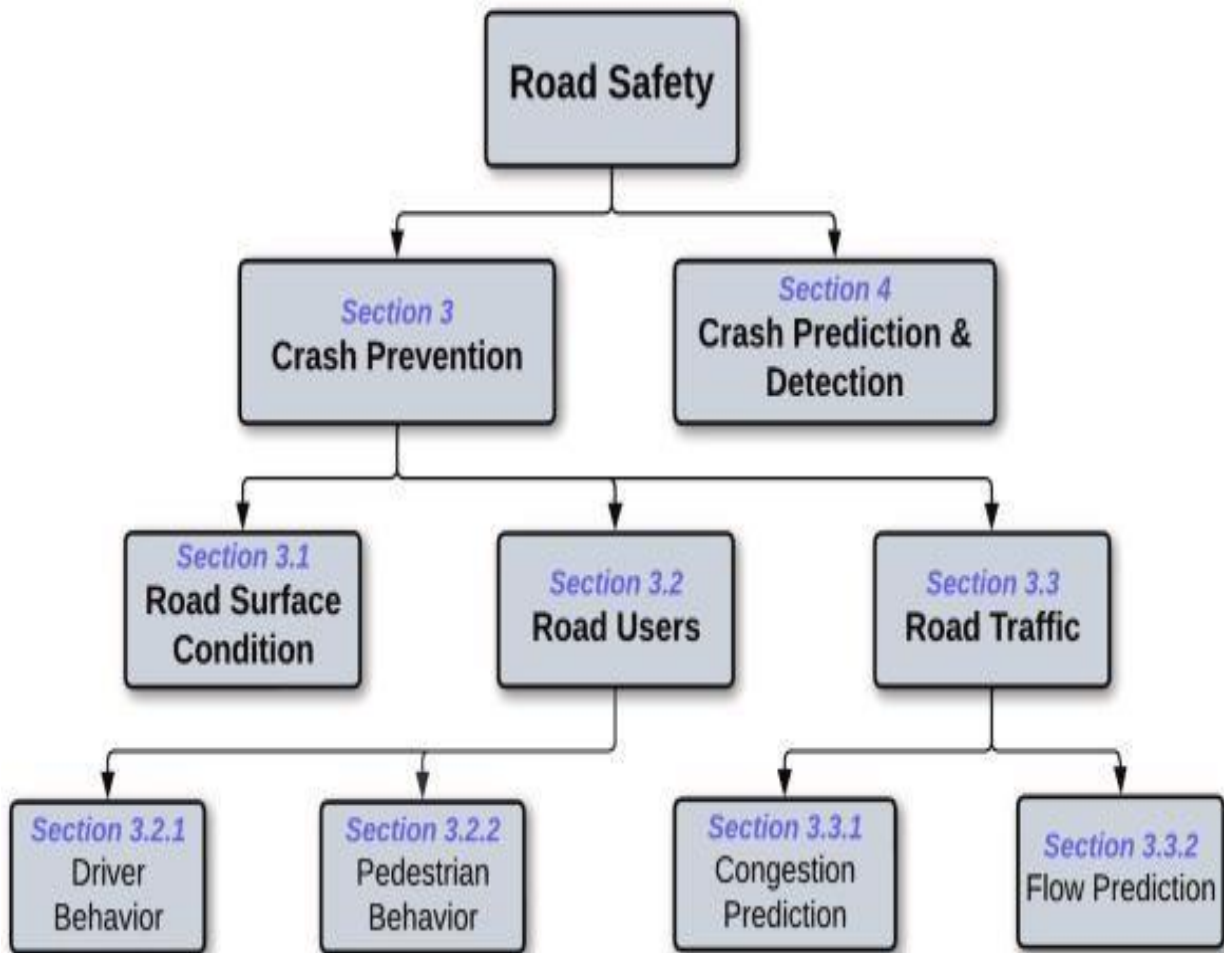 Road Safety
Section 3
Crash Prevention
Section 4
Crash Prediction &
Detection
Section 3.1
Road Surface
Condition
Section 3.2
Road Users
Section 3.3
Road Traffic
Section 3.2.1
Driver
Behavior
Section 3.2.2
Pedestrian
Behavior
Section 3.3.1
Congestion
Prediction
Section 3.3.2
Flow Prediction